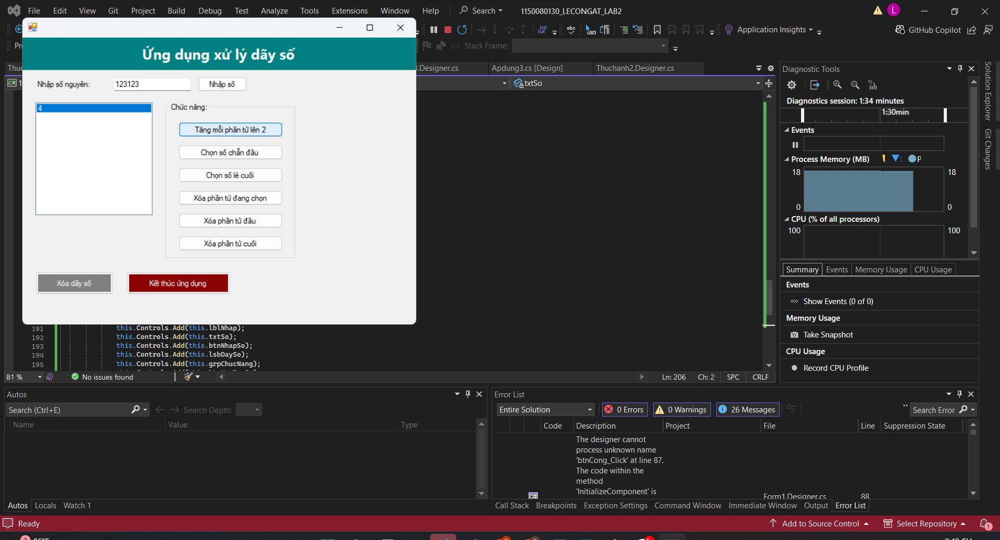 File Edit View Git Project Build Debug Test Analyze Tools Extensions Window Help Search 1150080130_LECONGAT_LAB2 L
Application Insights GitHub Copilot
Stack Frame:
Ứng dụng xử lý dãy số
Designer.cs Apdung3.cs [Design] Thuchanh2.Designer.cs
C# 1 txtSo
Nhập số nguyên: 123123 Nhập số
4
Chức năng:
Tăng mỗi phần tử lên 2
Chọn số chẵn đầu
Chọn số lẻ cuối
Xóa phần tử đang chọn
Xóa phần tử đầu
Xóa phần tử cuối
Xóa dãy số Kết thúc ứng dụng
191 this.Controls.Add(this.lblNhap);
192 this.Controls.Add(this.txtSo);
193 this.Controls.Add(this.btnNhapSo);
194 this.Controls.Add(this.lsbDaySo);
195 this.Controls.Add(this.grpChucNang);
81 % No issues found Ln: 206 Ch: 2 SPC CRLF
Diagnostic Tools
Diagnostics session: 1:34 minutes
1:30min
Events
Process Memory (MB) P
18 18
0 0
CPU (% of all processors)
100 100
Summary Events Memory Usage CPU Usage
Events
Show Events (0 of 0)
Memory Usage
Take Snapshot
CPU Usage
Record CPU Profile
Solution Explorer
Git Changes
Autos
Search (Ctrl+E) Search Depth:
Name Value Type
Autos Locals Watch 1
Error List
Entire Solution 0 Errors 0 Warnings 26 Messages Search Error
Code Description Project File Line Suppression State
The designer cannot
process unknown name
'btnCong_Click' at line 87.
The code within the
method
'InitializeComponent' is
Form1.Designer.cs 88
Call Stack Breakpoints Exception Settings Command Window Immediate Window Output Error List
Ready Add to Source Control Select Repository 1